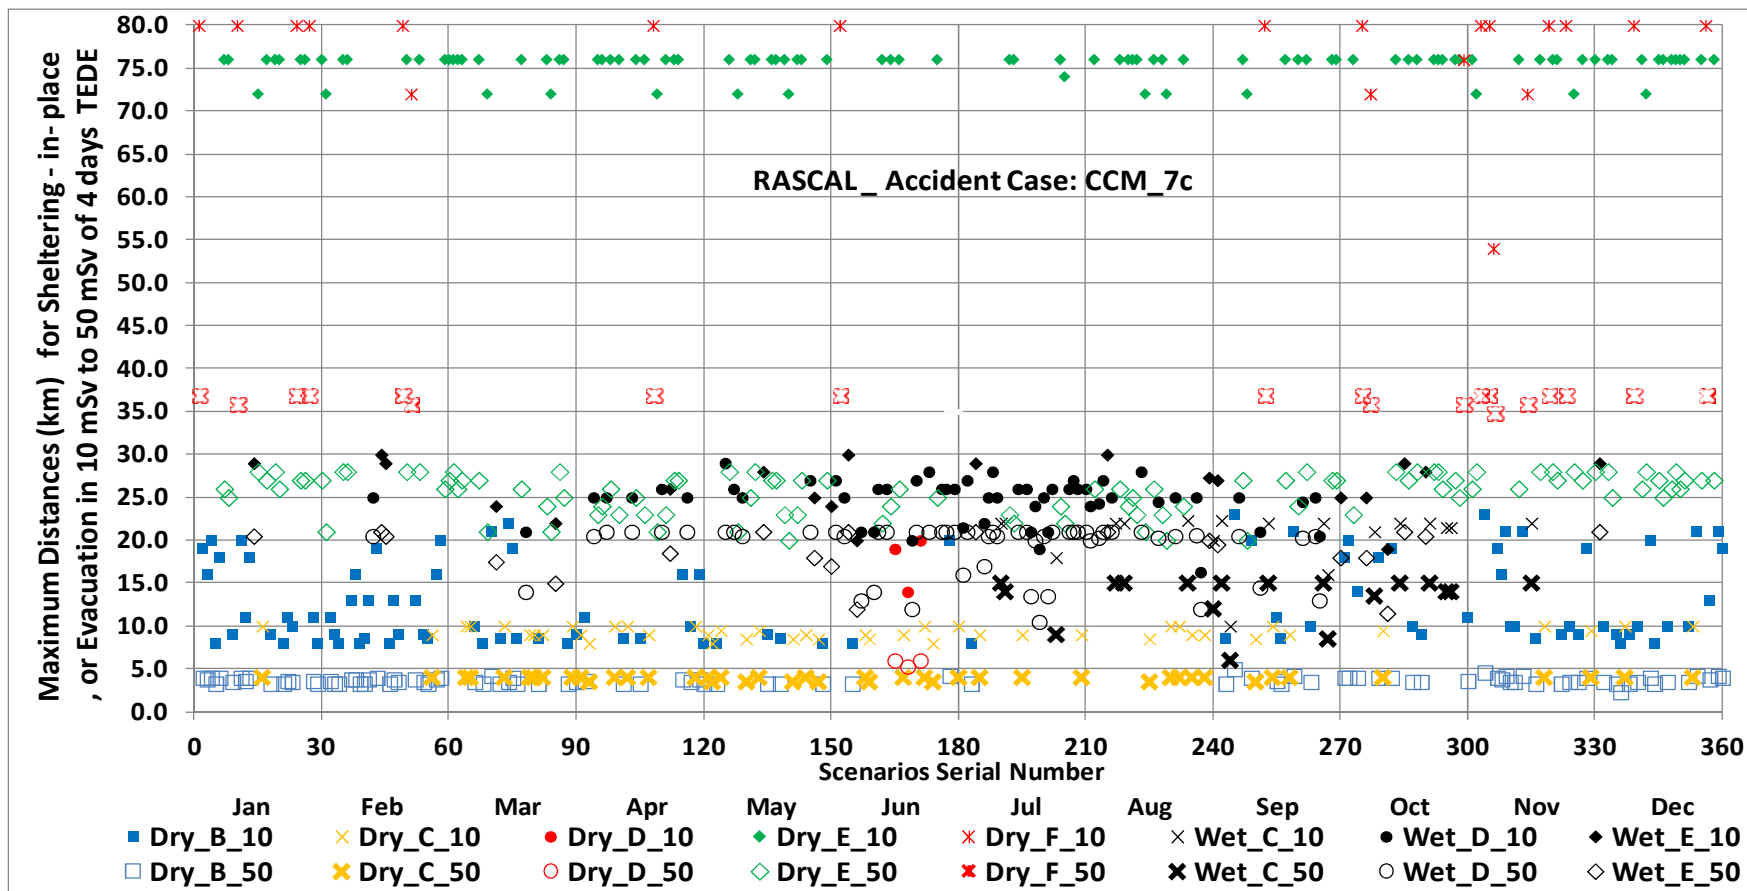 Maximum Distances (km)  for Sheltering - in- place
, or Evacuation in 10 mSv to 50 mSv of 4 days TEDE
80.0
75.0
70.0
65.0
60.0
55.0
50.0
45.0
40.0
35.0
30.0
25.0
20.0
15.0
10.0
5.0
0.0
RASCAL_ Accident Case: CCM_7c
0 30 60 90 120 150 180 210 240 270 300 330 360
Scenarios Serial Number
Jan Feb Mar Apr May Jun Jul Aug Sep Oct Nov Dec
Dry_B_10 Dry_C_10 Dry_D_10 Dry_E_10 Dry_F_10 Wet_C_10 Wet_D_10 Wet_E_10
Dry_B_50 Dry_C_50 Dry_D_50 Dry_E_50 Dry_F_50 Wet_C_50 Wet_D_50 Wet_E_50